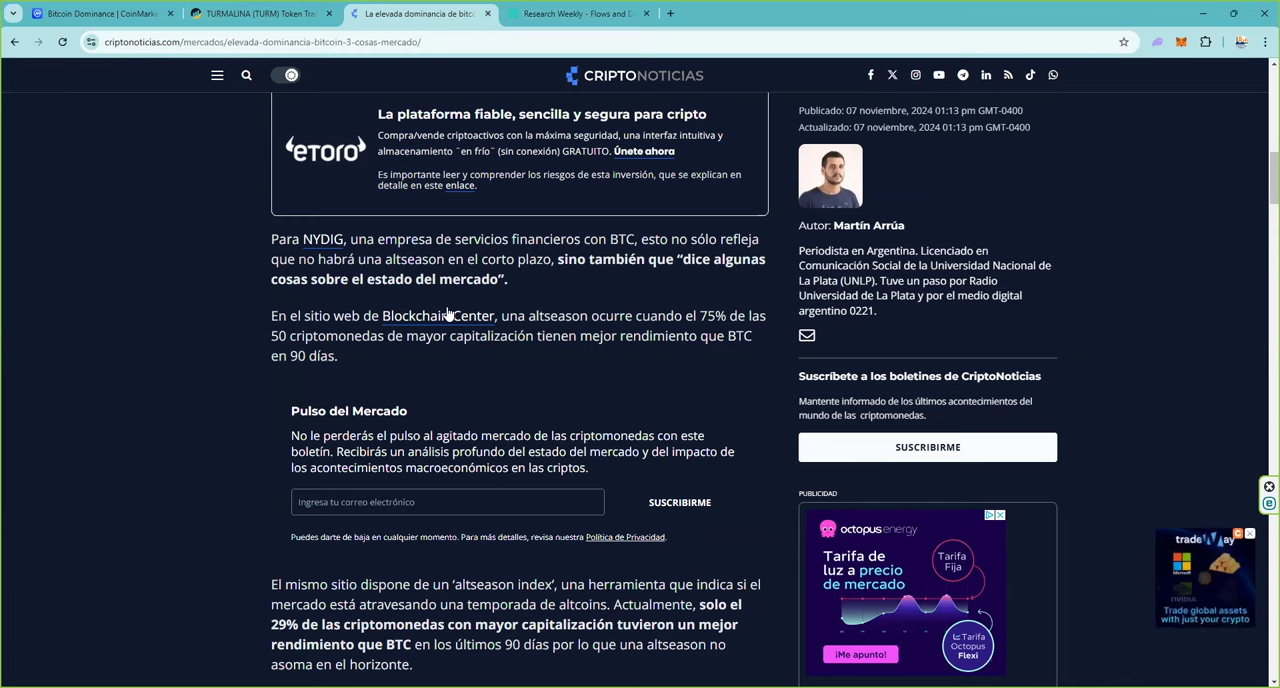 Bitcoin Dominance | CoinMark
TURMALINA (TURM) Token Tra
La elevada dominancia de bitco
Research Weekly - Flows and D
criptonoticias.com/mercados/elevada-dominancia-bitcoin-3-cosas-mercado/
CRIPTONOTICIAS
La plataforma fiable, sencilla y segura para cripto
eToro
Compra/vende criptoactivos con la máxima seguridad, una interfaz intuitiva y
almacenamiento ¨en frío¨ (sin conexión) GRATUITO. Únete ahora
Es importante leer y comprender los riesgos de esta inversión, que se explican en
detalle en este enlace.
Para NYDIG, una empresa de servicios financieros con BTC, esto no sólo refleja
que no habrá una altseason en el corto plazo, sino también que “dice algunas
cosas sobre el estado del mercado”.
En el sitio web de Blockchain Center, una altseason ocurre cuando el 75% de las
50 criptomonedas de mayor capitalización tienen mejor rendimiento que BTC
en 90 días.
Pulso del Mercado
No le perderás el pulso al agitado mercado de las criptomonedas con este
boletín. Recibirás un análisis profundo del estado del mercado y del impacto de
los acontecimientos macroeconómicos en las criptos.
Ingresa tu correo electrónico
SUSCRIBIRME
Puedes darte de baja en cualquier momento. Para más detalles, revisa nuestra Política de Privacidad.
El mismo sitio dispone de un ‘altseason index’, una herramienta que indica si el
mercado está atravesando una temporada de altcoins. Actualmente, solo el
29% de las criptomonedas con mayor capitalización tuvieron un mejor
rendimiento que BTC en los últimos 90 días por lo que una altseason no
asoma en el horizonte.
Publicado: 07 noviembre, 2024 01:13 pm GMT-0400
Actualizado: 07 noviembre, 2024 01:13 pm GMT-0400
Autor: Martín Arrúa
Periodista en Argentina. Licenciado en
Comunicación Social de la Universidad Nacional de
La Plata (UNLP). Tuve un paso por Radio
Universidad de La Plata y por el medio digital
argentino 0221.
Suscríbete a los boletines de CriptoNoticias
Mantente informado de los últimos acontecimientos del
mundo de las criptomonedas.
SUSCRIBIRME
PUBLICIDAD
octopus energy
Tarifa de
luz a precio
de mercado
Tarifa
Fija
Tarifa
Octopus
Flexi
¡Me apunto!
tradeWay
Microsoft
NVIDIA
Trade global assets
with just your crypto